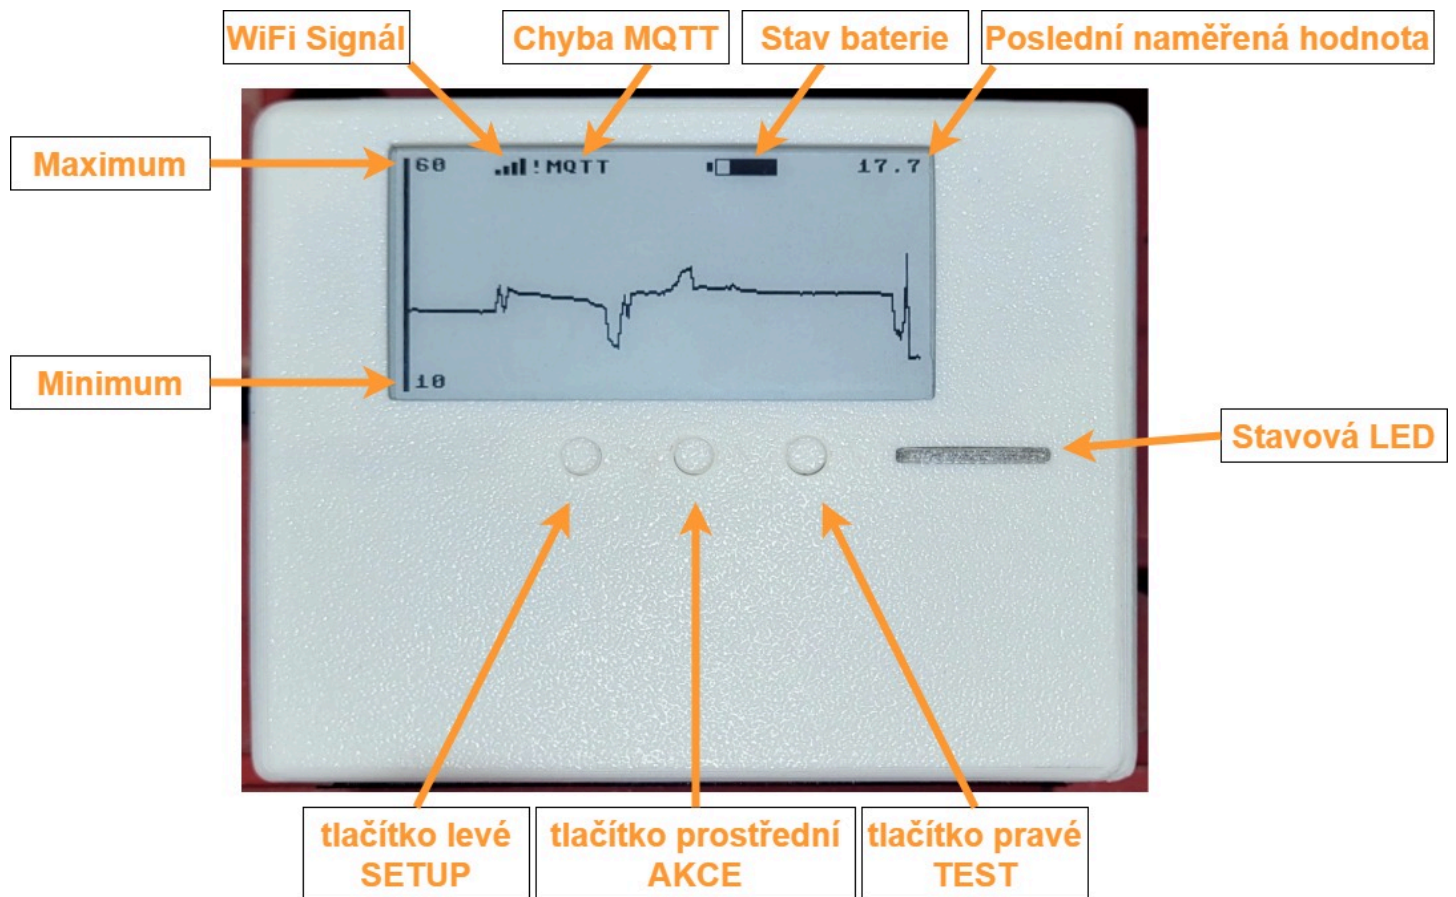 WiFi Signál
Chyba MQTT
Stav baterie
Poslední naměřená hodnota
Maximum
60
!MQTT
17.7
Minimum
10
Stavová LED
tlačítko levé
SETUP
tlačítko prostřední
AKCE
tlačítko pravé
TEST